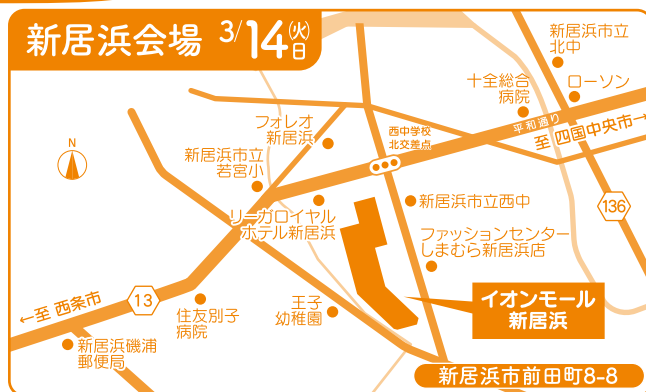 新居浜会場 3/14㊋日
新居浜市立
北中
十全総合
病院
ローソン
平和通り
至 四国中央市→
西中学校
北交差点
フォレオ
新居浜
N
新居浜市立
若宮小
リーガロイヤル
ホテル新居浜
新居浜市立西中
136
ファッションセンター
しまむら新居浜店
イオンモール
新居浜
←至 西条市
13
住友別子
病院
王子
幼稚園
新居浜磯浦
郵便局
新居浜市前田町8-8